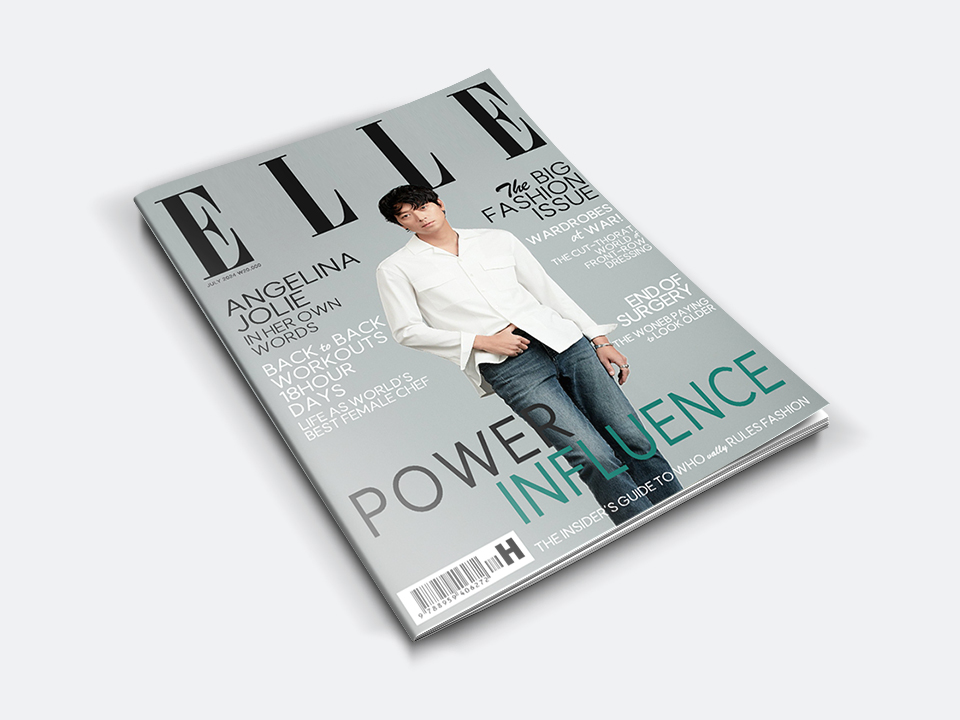 ELLE
JULY 2024 ₩20,000
The BIG
FASHION
ISSUE
WARDROBES
at WAR!
THE CUT-THORAT
WORLD of
FRONT-ROW
DRESSING
ANGELINA
JOLIE
IN HER OWN
WORDS
BACK to BACK
WORKOUTS
18HOUR
DAYS
LIFE AS WORLD'S
BEST FEMALE CHEF
END OF
SURGERY
THE WONEB PAYING
to LOOK OLDER
POWER
INFLUENCE
THE INSIDER'S GUIDE TO WHO really RULES FASHION
H
9 788959 406272